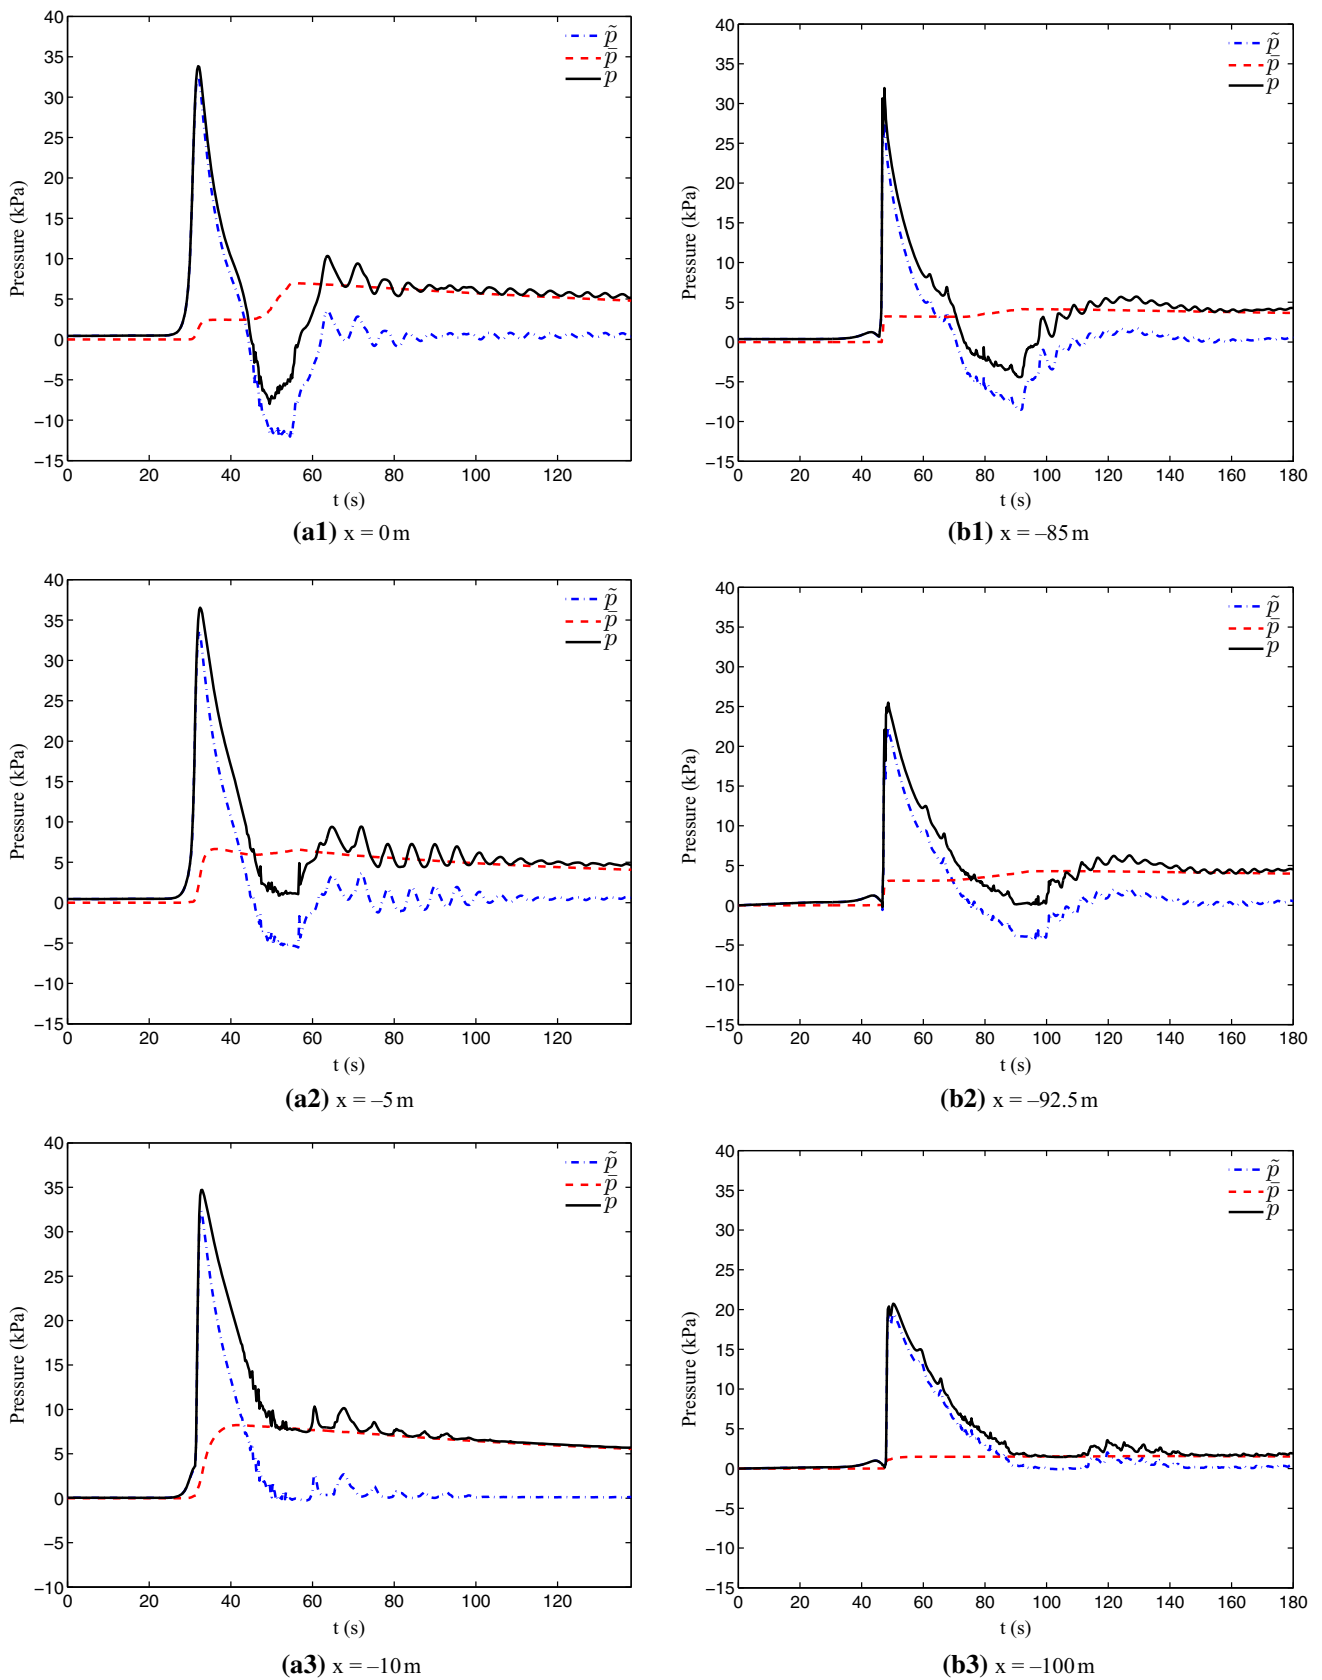 40
35
30
25
20
15
10
5
0
−5
−10
−15
Pressure (kPa)
p̃
p̄
p
0 20 40 60 80 100 120
t (s)
(a1) x = 0 m
40
35
30
25
20
15
10
5
0
−5
−10
−15
Pressure (kPa)
p̃
p̄
p
0 20 40 60 80 100 120 140 160 180
t (s)
(b1) x = –85 m
40
35
30
25
20
15
10
5
0
−5
−10
−15
Pressure (kPa)
p̃
p̄
p
0 20 40 60 80 100 120
t (s)
(a2) x = –5 m
40
35
30
25
20
15
10
5
0
−5
−10
−15
Pressure (kPa)
p̃
p̄
p
0 20 40 60 80 100 120 140 160 180
t (s)
(b2) x = –92.5 m
40
35
30
25
20
15
10
5
0
−5
−10
Pressure (kPa)
p̃
p̄
p
0 20 40 60 80 100 120
t (s)
(a3) x = –10 m
40
35
30
25
20
15
10
5
0
−5
−10
−15
Pressure (kPa)
p̃
p̄
p
0 20 40 60 80 100 120 140 160 180
t (s)
(b3) x = –100 m